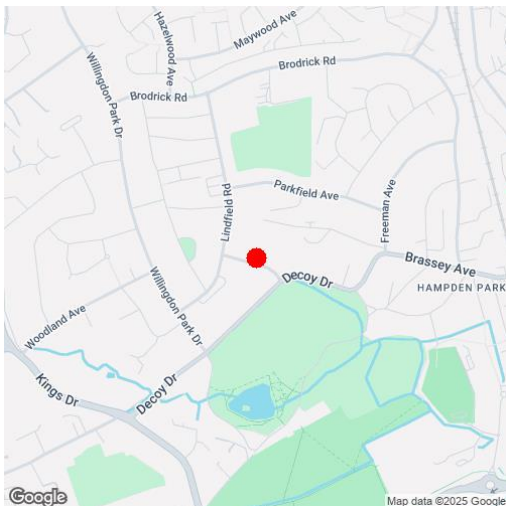 Maywood Ave
Hazelwood Ave
Brodrick Rd
Willingdon Park Dr
Brodrick Rd
Parkfield Ave
Lindfield Rd
Freeman Ave
Brassey Ave
Decoy Dr
HAMPDEN PARK
Woodland Ave
Willingdon Park Dr
Kings Dr
Decoy Dr
Google
Map data ©2025 Google